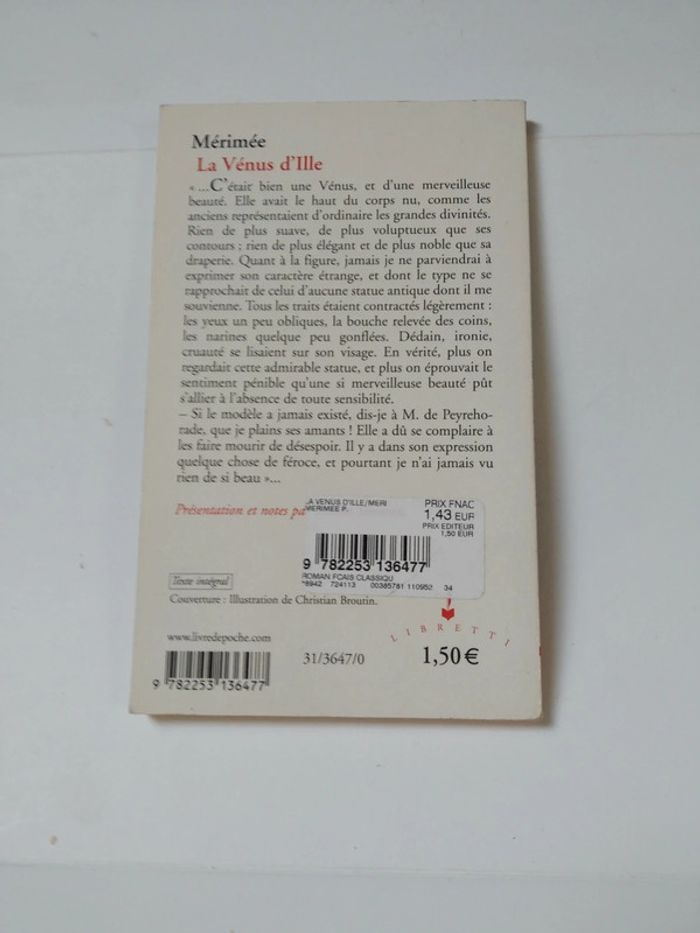 Mérimée
La Vénus d'Ille
« ...C'était bien une Vénus, et d'une merveilleuse
beauté. Elle avait le haut du corps nu, comme les
anciens représentaient d'ordinaire les grandes divinités.
Rien de plus suave, de plus voluptueux que ses
contours ; rien de plus élégant et de plus noble que sa
draperie. Quant à la figure, jamais je ne parviendrai à
exprimer son caractère étrange, et dont le type ne se
rapprochait de celui d'aucune statue antique dont il me
souvienne. Tous les traits étaient contractés légèrement :
les yeux un peu obliques, la bouche relevée des coins,
les narines quelque peu gonflées. Dédain, ironie,
cruauté se lisaient sur son visage. En vérité, plus on
regardait cette admirable statue, et plus on éprouvait le
sentiment pénible qu'une si merveilleuse beauté pût
s'allier à l'absence de toute sensibilité.
– Si le modèle a jamais existé, dis-je à M. de Peyreho-
rade, que je plains ses amants ! Elle a dû se complaire à
les faire mourir de désespoir. Il y a dans son expression
quelque chose de féroce, et pourtant je n'ai jamais vu
rien de si beau »...
Présentation et notes pa
LA VENUS D'ILLE/MERI
MERIMEE P.
PRIX FNAC
1,43 EUR
PRIX EDITEUR
1,50 EUR
9 782253 136477
ROMAN FCAIS CLASSIQU
724113 00385781 110952 34
Texte intégral
Couverture : Illustration de Christian Broutin.
LIBRETTI
www.livredepoche.com
31/3647/0
1,50 €
9 782253 136477